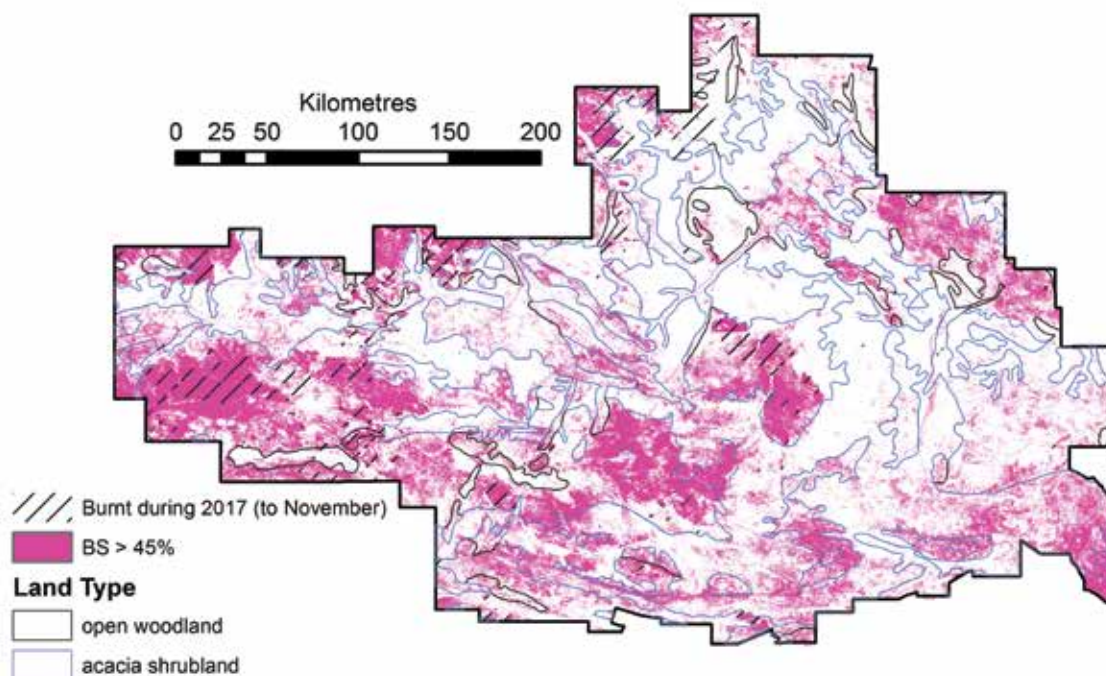 Kilometres
0 25 50 100 150 200
Burnt during 2017 (to November)
BS > 45%
Land Type
open woodland
acacia shrubland